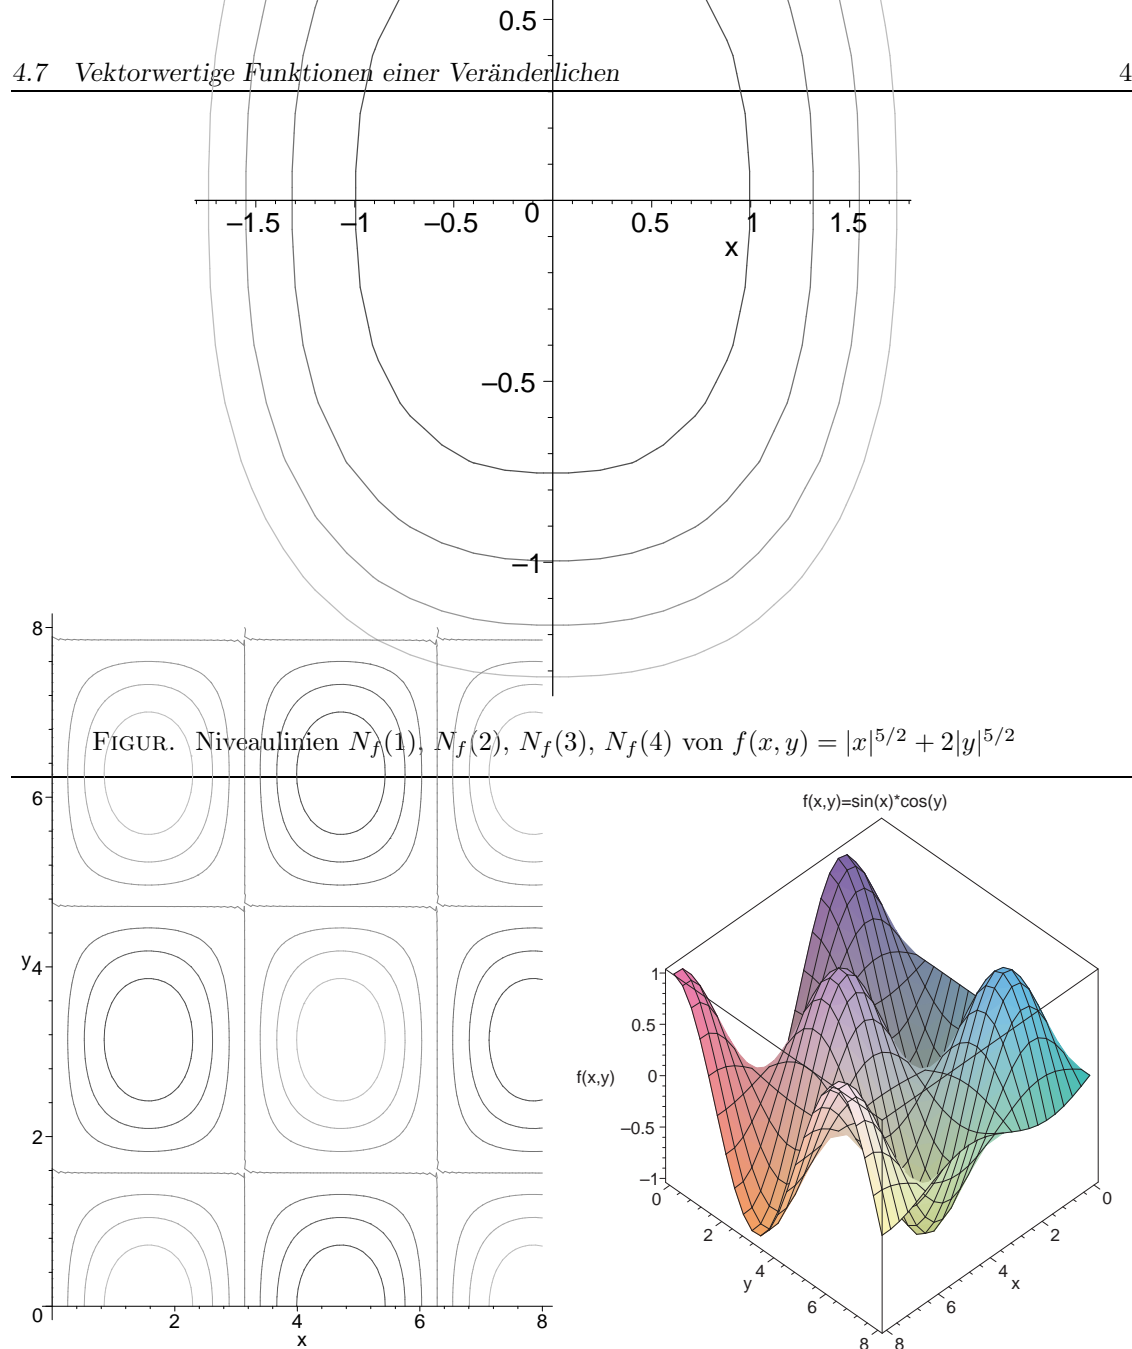 0.5
4.7 Vektorwertige Funktionen einer Veränderlichen 4
0
–1.5 –1 –0.5 0.5 1 1.5
x
–0.5
–1
8
FIGUR. Niveaulinien N_f(1), N_f(2), N_f(3), N_f(4) von f(x, y) = |x|^{5/2} + 2|y|^{5/2}
6
y 4
2
0
2 4 6 8
x
f(x,y)=sin(x)*cos(y)
1
0.5
f(x,y) 0
–0.5
–1
0 0
2 2
y 4 4 x
6 6
8 8